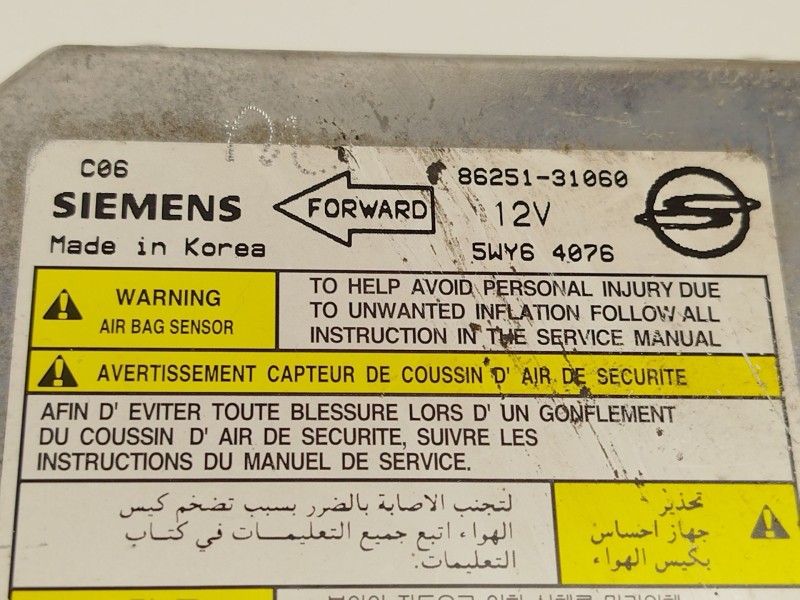 C06
SIEMENS
Made in Korea
FORWARD
86251-31060
12V
5WY6 4076
WARNING
AIR BAG SENSOR
TO HELP AVOID PERSONAL INJURY DUE
TO UNWANTED INFLATION FOLLOW ALL
INSTRUCTION IN THE SERVICE MANUAL
AVERTISSEMENT CAPTEUR DE COUSSIN D' AIR DE SECURITE
AFIN D' EVITER TOUTE BLESSURE LORS D' UN GONFLEMENT
DU COUSSIN D' AIR DE SECURITE, SUIVRE LES
INSTRUCTIONS DU MANUEL DE SERVICE.
تحذير
جهاز احساس
بكيس الهواء
لتجنب الاصابة بالضرر بسبب تضخم كيس
الهواء اتبع جميع التعليمات في كتاب
التعليمات: